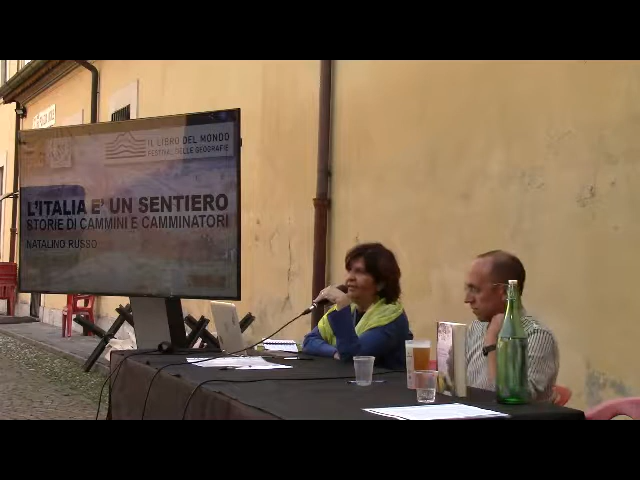 IL LIBRO DEL MONDO
FESTIVAL DELLE GEOGRAFIE
L'ITALIA E' UN SENTIERO
STORIE DI CAMMINI E CAMMINATORI
NATALINO RUSSO